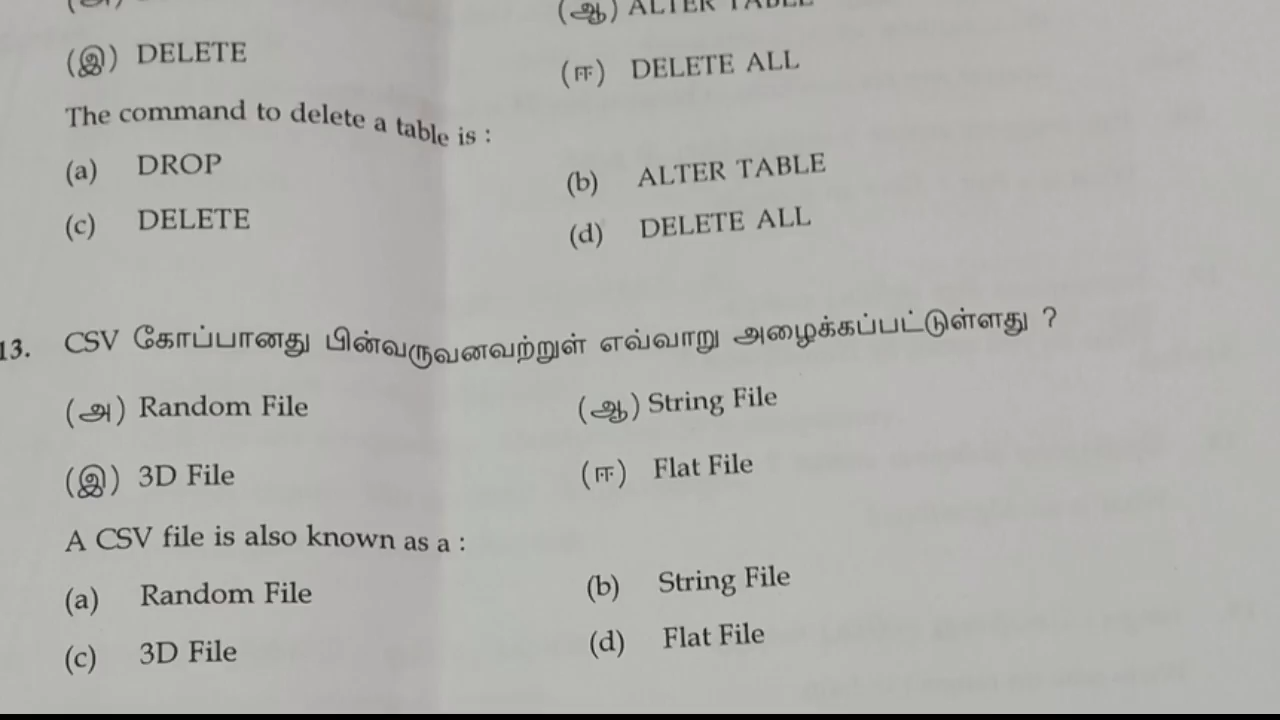 (ஆ) ALTER TABLE
(இ) DELETE (ஈ) DELETE ALL
The command to delete a table is :
(a) DROP (b) ALTER TABLE
(c) DELETE (d) DELETE ALL
13. CSV கோப்பானது பின்வருவனவற்றுள் எவ்வாறு அழைக்கப்பட்டுள்ளது ?
(அ) Random File (ஆ) String File
(இ) 3D File (ஈ) Flat File
A CSV file is also known as a :
(a) Random File (b) String File
(c) 3D File (d) Flat File